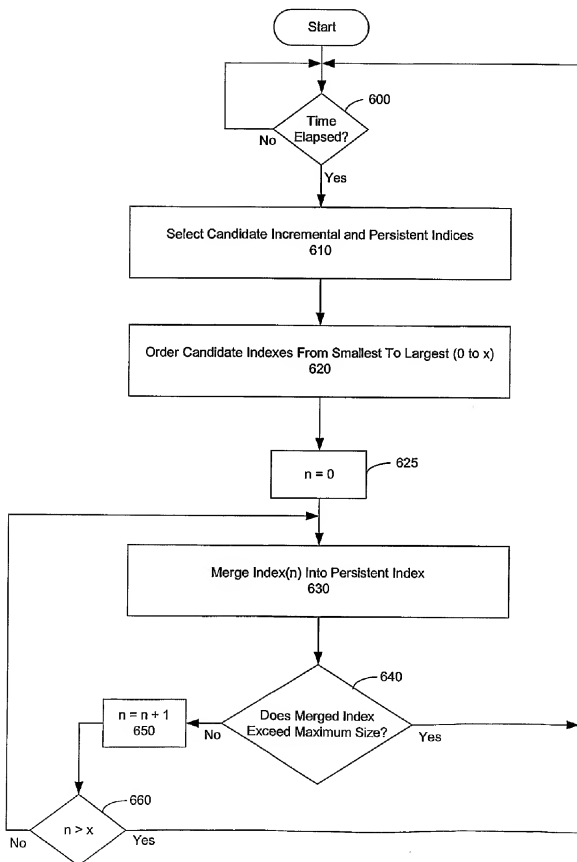 Start
600
Time
Elapsed?
No
Yes
Select Candidate Incremental and Persistent Indices
610
Order Candidate Indexes From Smallest To Largest (0 to x)
620
n = 0
625
Merge Index(n) Into Persistent Index
630
640
Does Merged Index
Exceed Maximum Size?
No
Yes
n = n + 1
650
660
n > x
No
Yes